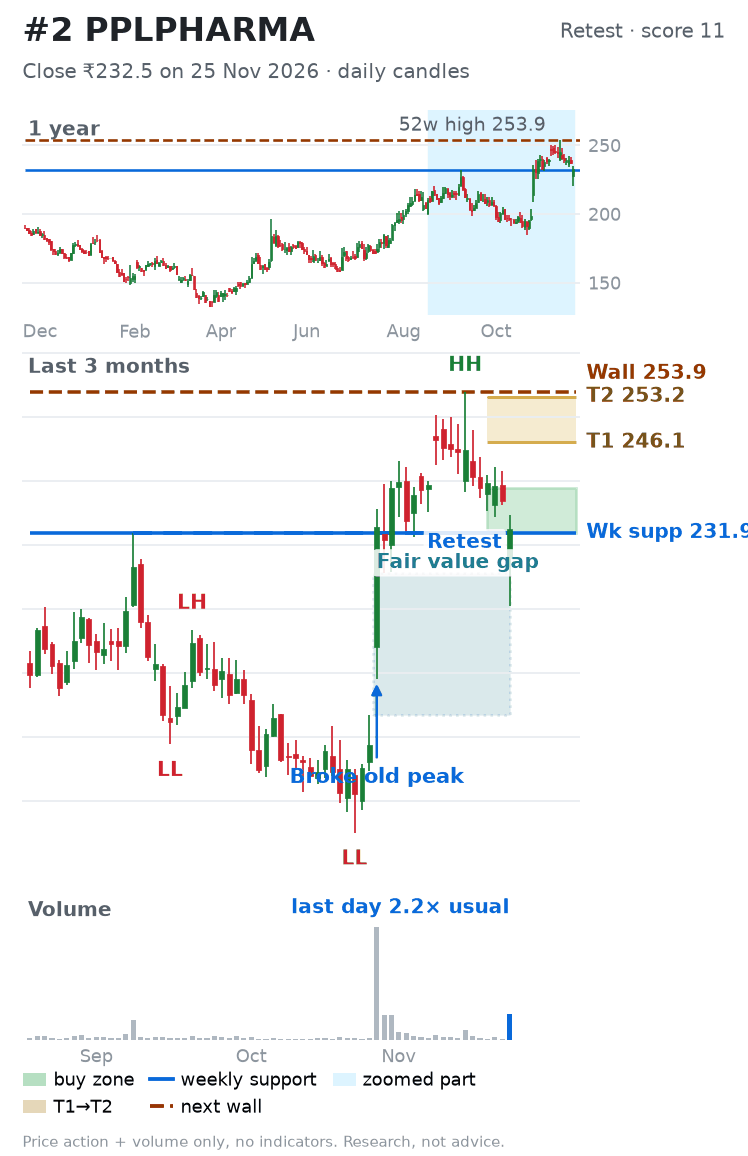 #2 PPLPHARMA
Retest · score 11
Close ₹232.5 on 25 Nov 2026 · daily candles
1 year
52w high 253.9
250
200
150
Dec Feb Apr Jun Aug Oct
Last 3 months
HH
Wall 253.9
T2 253.2
T1 246.1
Wk supp 231.9
Retest
Fair value gap
LH
LL
Broke old peak
LL
Volume
last day 2.2× usual
Sep Oct Nov
buy zone weekly support zoomed part
T1→T2 next wall
Price action + volume only, no indicators. Research, not advice.